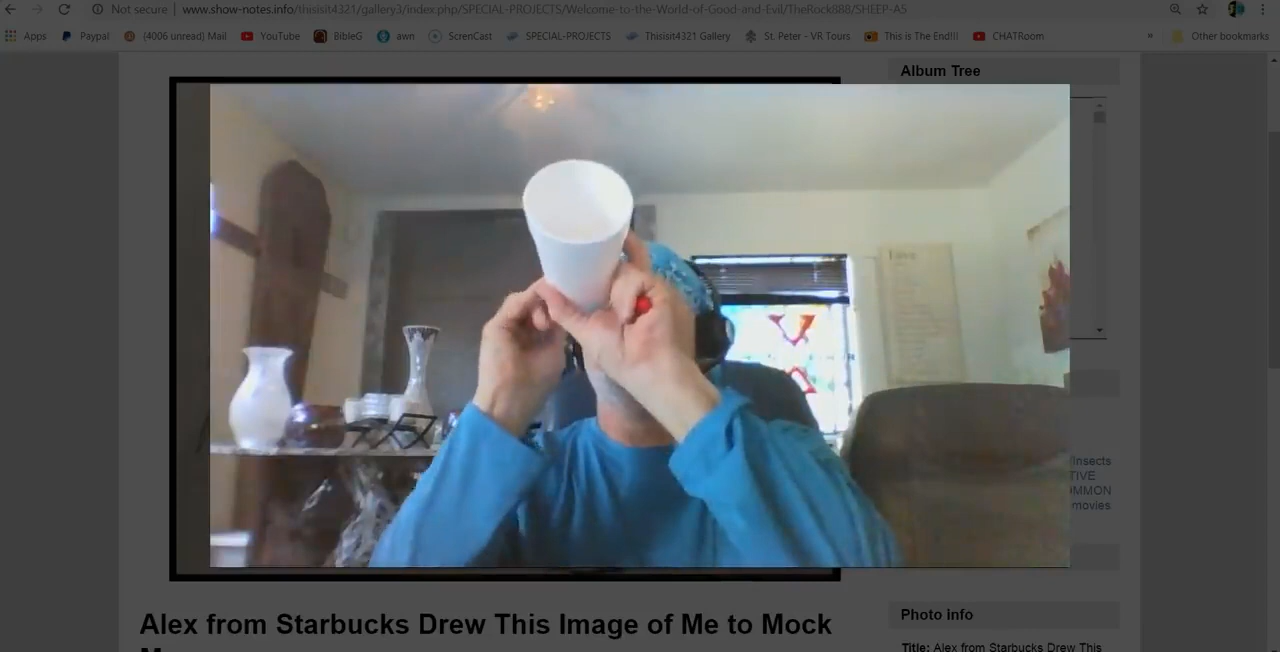 Not secure | www.show-notes.info/thisisit4321/gallery3/index.php/SPECIAL-PROJECTS/Welcome-to-the-World-of-Good-and-Evil/TheRock888/SHEEP-A5
Apps Paypal (4006 unread) Mail YouTube BibleG awn ScrenCast SPECIAL-PROJECTS Thisisit4321 Gallery St. Peter - VR Tours This is The End!!! CHATRoom » Other bookmarks
Album Tree
Love
Insects
TIVE
OMMON
movies
Alex from Starbucks Drew This Image of Me to Mock
Photo info
Title: Alex from Starbucks Drew This